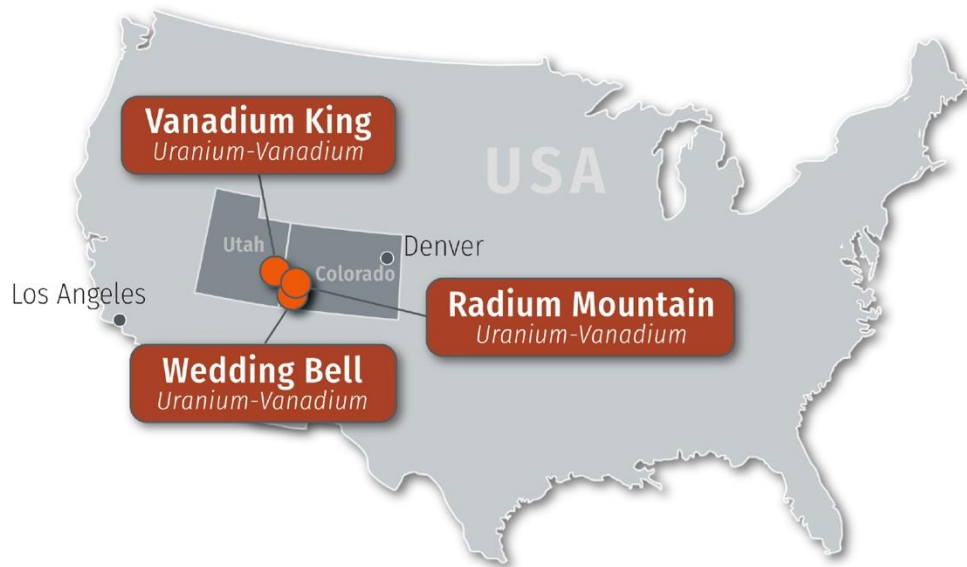 Vanadium King
Uranium-Vanadium
USA
Utah
Colorado
Denver
Los Angeles
Radium Mountain
Uranium-Vanadium
Wedding Bell
Uranium-Vanadium